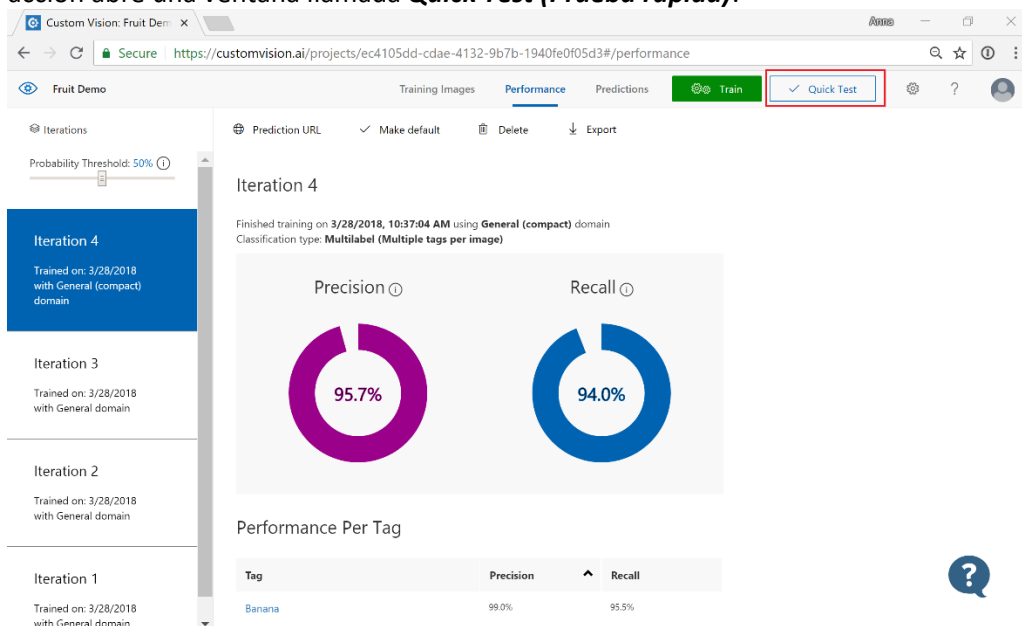 acción abre una ventana llamada Quick Test (Prueba rápida).
Custom Vision: Fruit Dem
Anna
Secure https://customvision.ai/projects/ec4105dd-cdae-4132-9b7b-1940fe0f05d3#/performance
Fruit Demo Training Images Performance Predictions Train Quick Test ?
Iterations Prediction URL Make default Delete Export
Probability Threshold: 50%
Iteration 4
Finished training on 3/28/2018, 10:37:04 AM using General (compact) domain
Classification type: Multilabel (Multiple tags per image)
Iteration 4
Trained on: 3/28/2018
with General (compact)
domain
Precision Recall
95.7% 94.0%
Iteration 3
Trained on: 3/28/2018
with General domain
Iteration 2
Trained on: 3/28/2018
with General domain
Performance Per Tag
Tag Precision Recall
Banana 99.0% 95.5%
Iteration 1
Trained on: 3/28/2018
with General domain
?